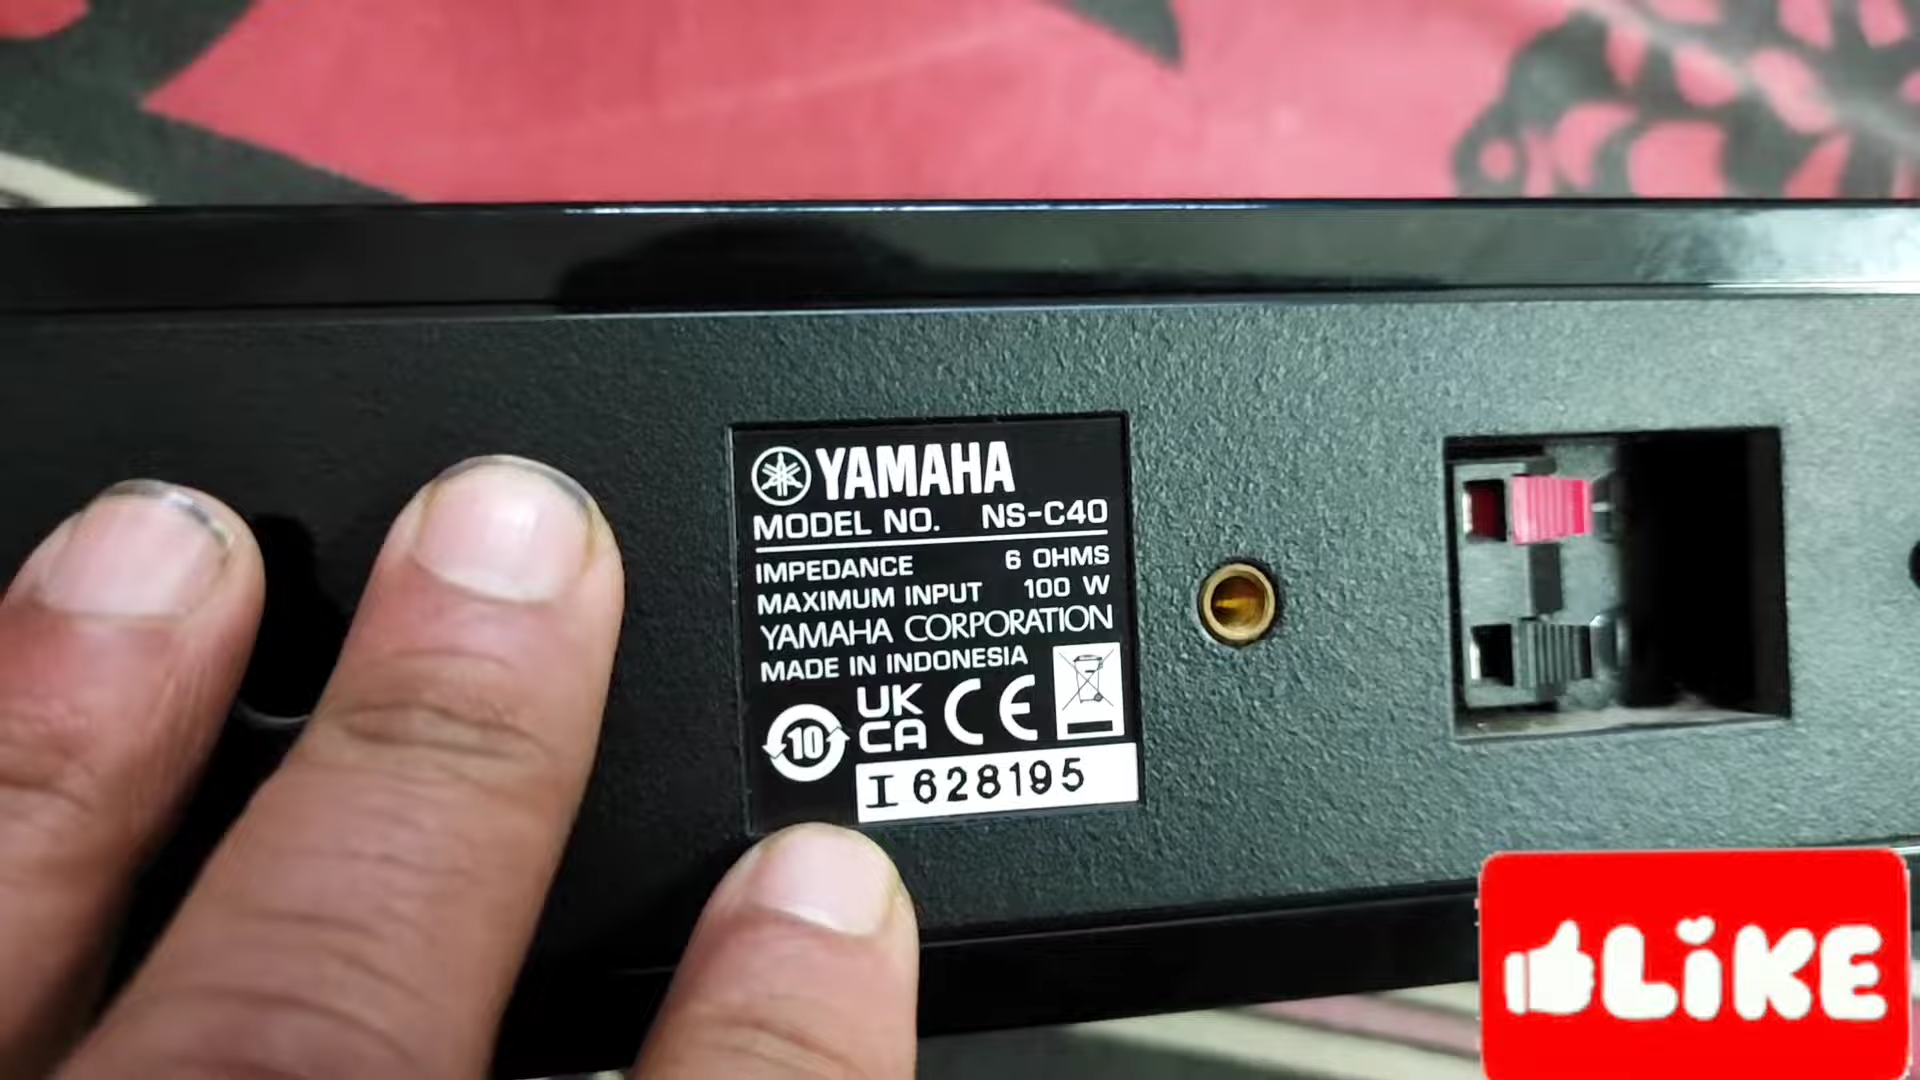 YAMAHA
MODEL NO. NS-C40
IMPEDANCE 6 OHMS
MAXIMUM INPUT 100 W
YAMAHA CORPORATION
MADE IN INDONESIA
10
UK
CA
CE
I 628195
LiKE